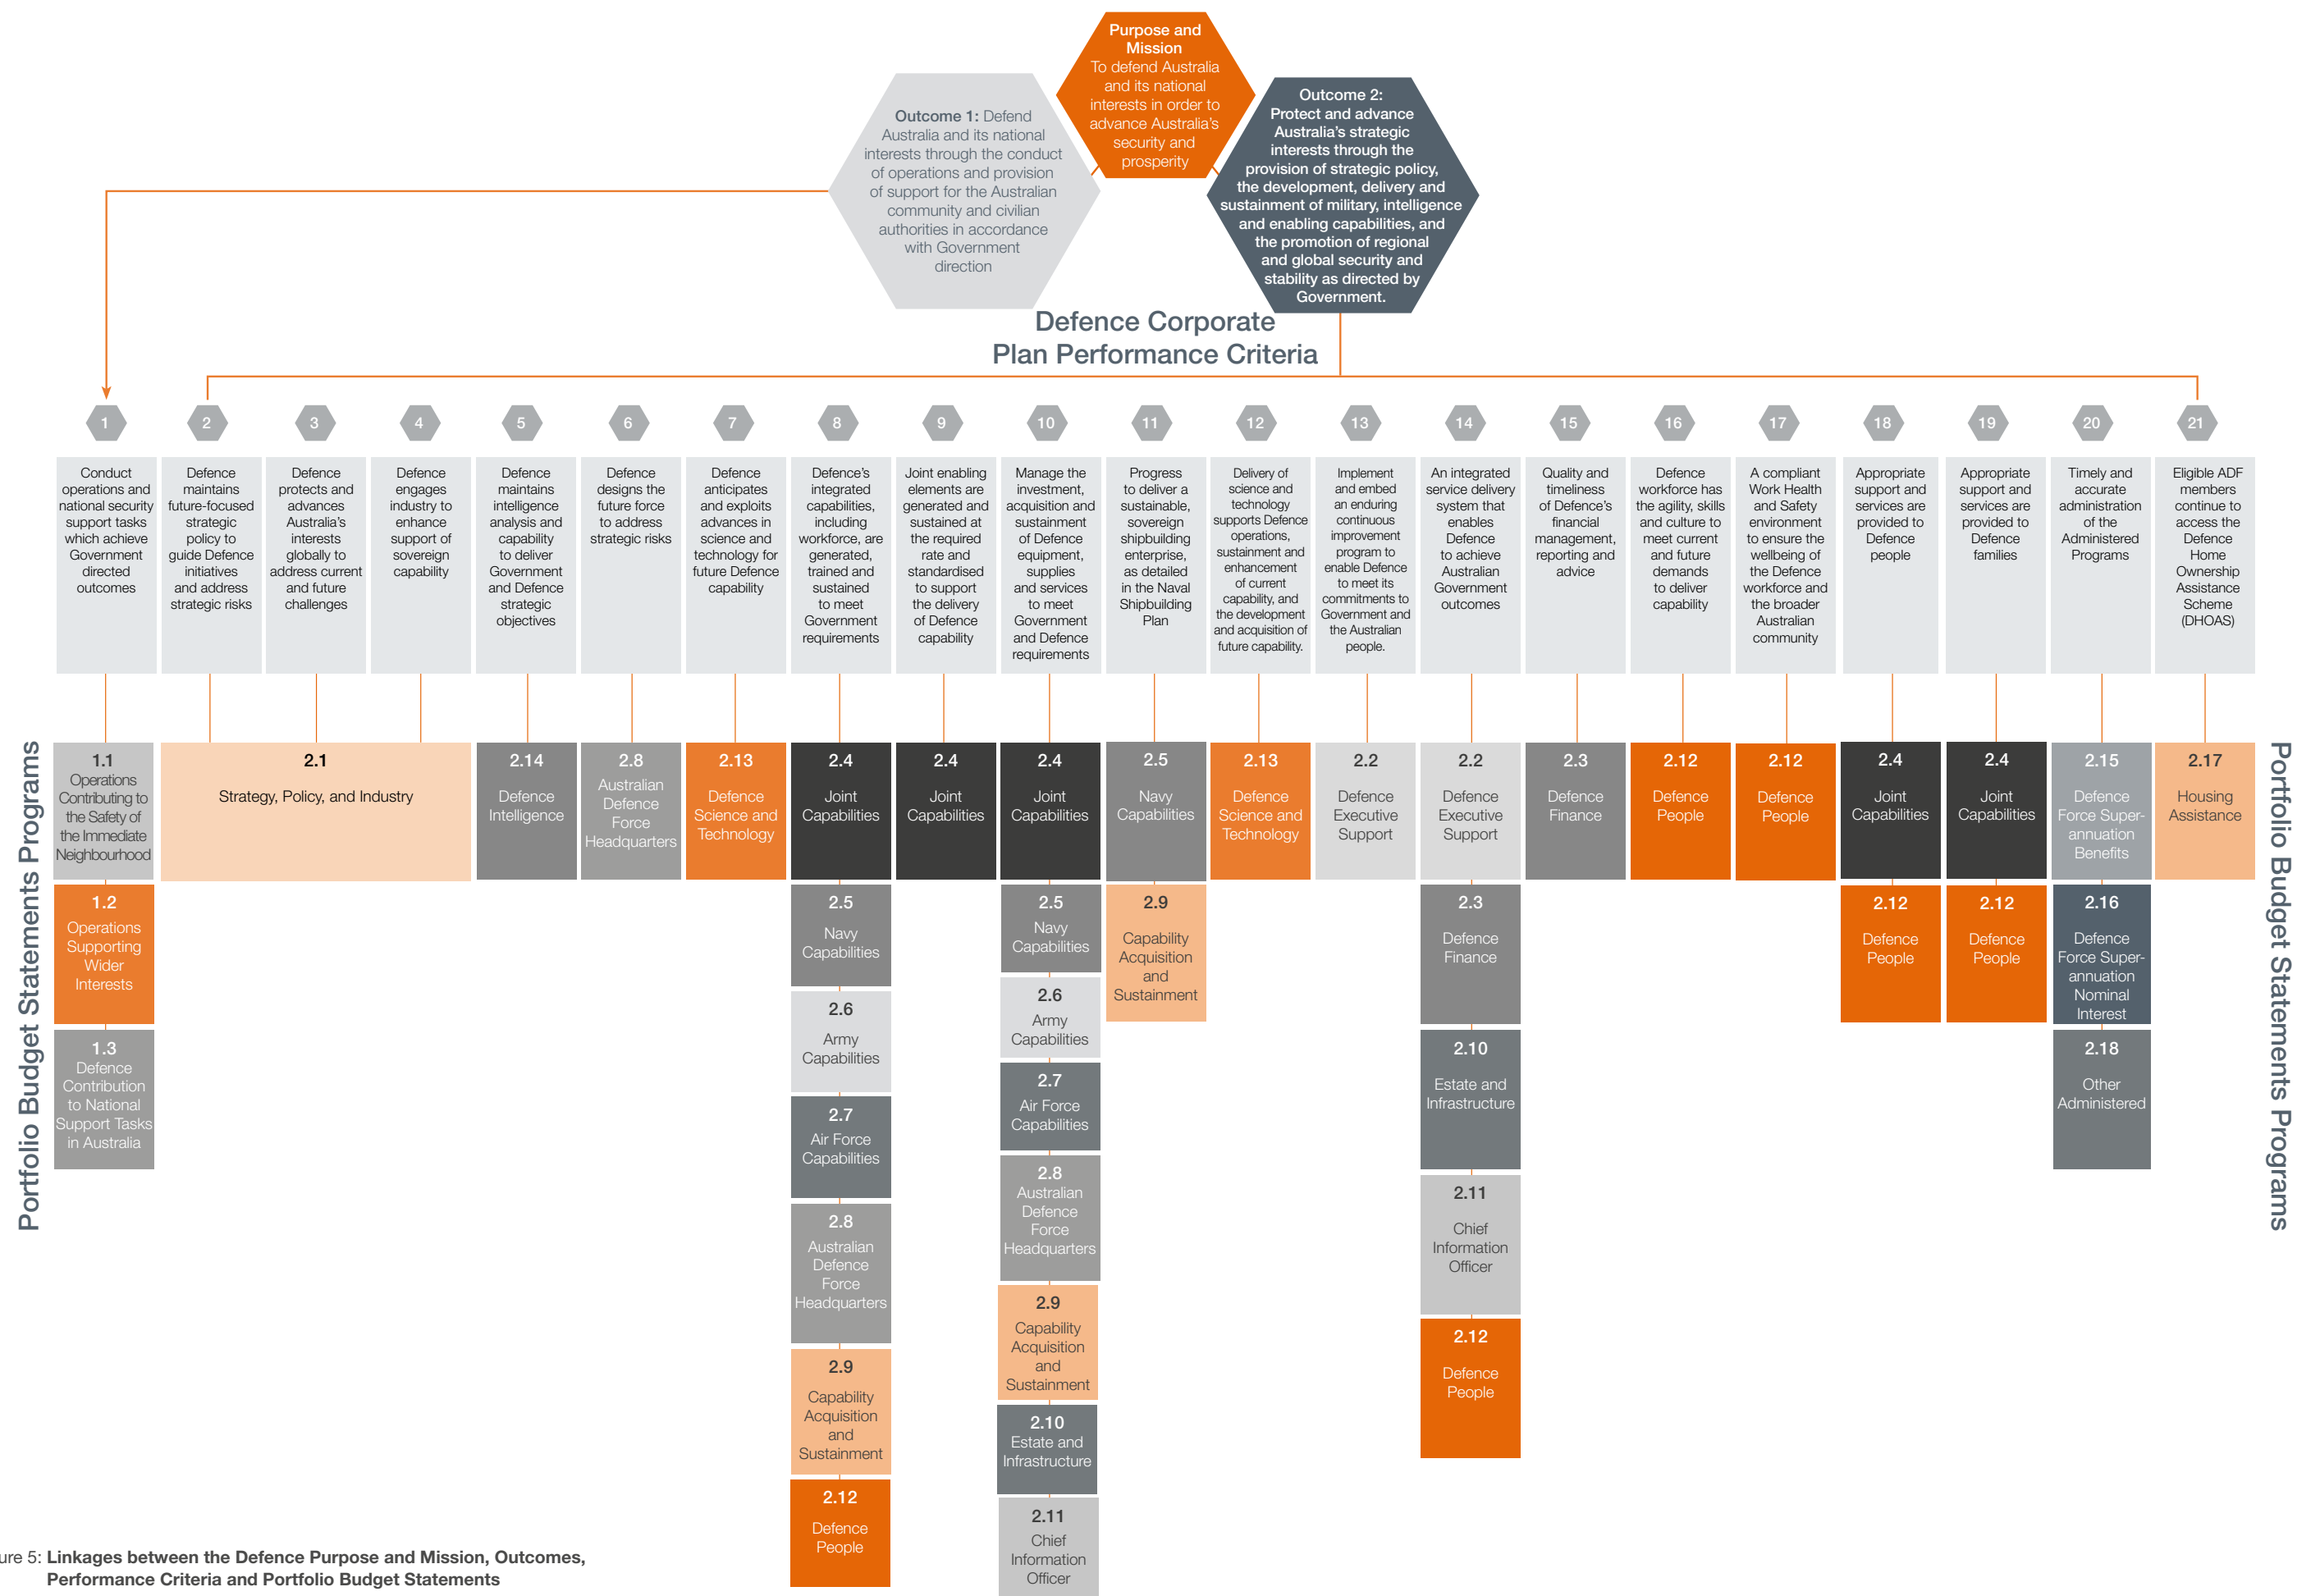 Purpose and
Mission
To defend Australia
and its national
interests in order to
advance Australia's
security and
prosperity
Outcome 1: Defend
Australia and its national
interests through the conduct
of operations and provision
of support for the Australian
community and civilian
authorities in accordance
with Government
direction
Outcome 2:
Protect and advance
Australia's strategic
interests through the
provision of strategic policy,
the development, delivery and
sustainment of military, intelligence
and enabling capabilities, and
the promotion of regional
and global security and
stability as directed by
Government.
Defence Corporate
Plan Performance Criteria
1
Conduct
operations and
national security
support tasks
which achieve
Government
directed
outcomes
2
Defence
maintains
future-focused
strategic
policy to
guide Defence
initiatives
and address
strategic risks
3
Defence
protects and
advances
Australia's
interests
globally to
address current
and future
challenges
4
Defence
engages
industry to
enhance
support of
sovereign
capability
5
Defence
maintains
intelligence
analysis and
capability
to deliver
Government
and Defence
strategic
objectives
6
Defence
designs the
future force
to address
strategic risks
7
Defence
anticipates
and exploits
advances in
science and
technology for
future Defence
capability
8
Defence's
integrated
capabilities,
including
workforce, are
generated,
trained and
sustained
to meet
Government
requirements
9
Joint enabling
elements are
generated and
sustained at
the required
rate and
standardised
to support
the delivery
of Defence
capability
10
Manage the
investment,
acquisition and
sustainment
of Defence
equipment,
supplies
and services
to meet
Government
and Defence
requirements
11
Progress
to deliver a
sustainable,
sovereign
shipbuilding
enterprise,
as detailed
in the Naval
Shipbuilding
Plan
12
Delivery of
science and
technology
supports Defence
operations,
sustainment and
enhancement
of current
capability, and
the development
and acquisition of
future capability.
13
Implement
and embed
an enduring
continuous
improvement
program to
enable Defence
to meet its
commitments to
Government and
the Australian
people.
14
An integrated
service delivery
system that
enables
Defence
to achieve
Australian
Government
outcomes
15
Quality and
timeliness
of Defence's
financial
management,
reporting and
advice
16
Defence
workforce has
the agility, skills
and culture to
meet current
and future
demands
to deliver
capability
17
A compliant
Work Health
and Safety
environment
to ensure the
wellbeing of
the Defence
workforce and
the broader
Australian
community
18
Appropriate
support and
services are
provided to
Defence
people
19
Appropriate
support and
services are
provided to
Defence
families
20
Timely and
accurate
administration
of the
Administered
Programs
21
Eligible ADF
members
continue to
access the
Defence
Home
Ownership
Assistance
Scheme
(DHOAS)
Portfolio Budget Statements Programs
1.1
Operations
Contributing to
the Safety of
the Immediate
Neighbourhood
1.2
Operations
Supporting
Wider
Interests
1.3
Defence
Contribution
to National
Support Tasks
in Australia
2.1
Strategy, Policy, and Industry
2.14
Defence
Intelligence
2.8
Australian
Defence
Force
Headquarters
2.13
Defence
Science and
Technology
2.4
Joint
Capabilities
2.5
Navy
Capabilities
2.6
Army
Capabilities
2.7
Air Force
Capabilities
2.8
Australian
Defence
Force
Headquarters
2.9
Capability
Acquisition
and
Sustainment
2.12
Defence
People
2.4
Joint
Capabilities
2.4
Joint
Capabilities
2.5
Navy
Capabilities
2.6
Army
Capabilities
2.7
Air Force
Capabilities
2.8
Australian
Defence
Force
Headquarters
2.9
Capability
Acquisition
and
Sustainment
2.10
Estate and
Infrastructure
2.11
Chief
Information
Officer
2.5
Navy
Capabilities
2.9
Capability
Acquisition
and
Sustainment
2.13
Defence
Science and
Technology
2.2
Defence
Executive
Support
2.2
Defence
Executive
Support
2.3
Defence
Finance
2.10
Estate and
Infrastructure
2.11
Chief
Information
Officer
2.12
Defence
People
2.3
Defence
Finance
2.12
Defence
People
2.12
Defence
People
2.4
Joint
Capabilities
2.12
Defence
People
2.4
Joint
Capabilities
2.12
Defence
People
2.15
Defence
Force Super-
annuation
Benefits
2.16
Defence
Force Super-
annuation
Nominal
Interest
2.18
Other
Administered
2.17
Housing
Assistance
Portfolio Budget Statements Programs
ure 5: Linkages between the Defence Purpose and Mission, Outcomes,
Performance Criteria and Portfolio Budget Statements